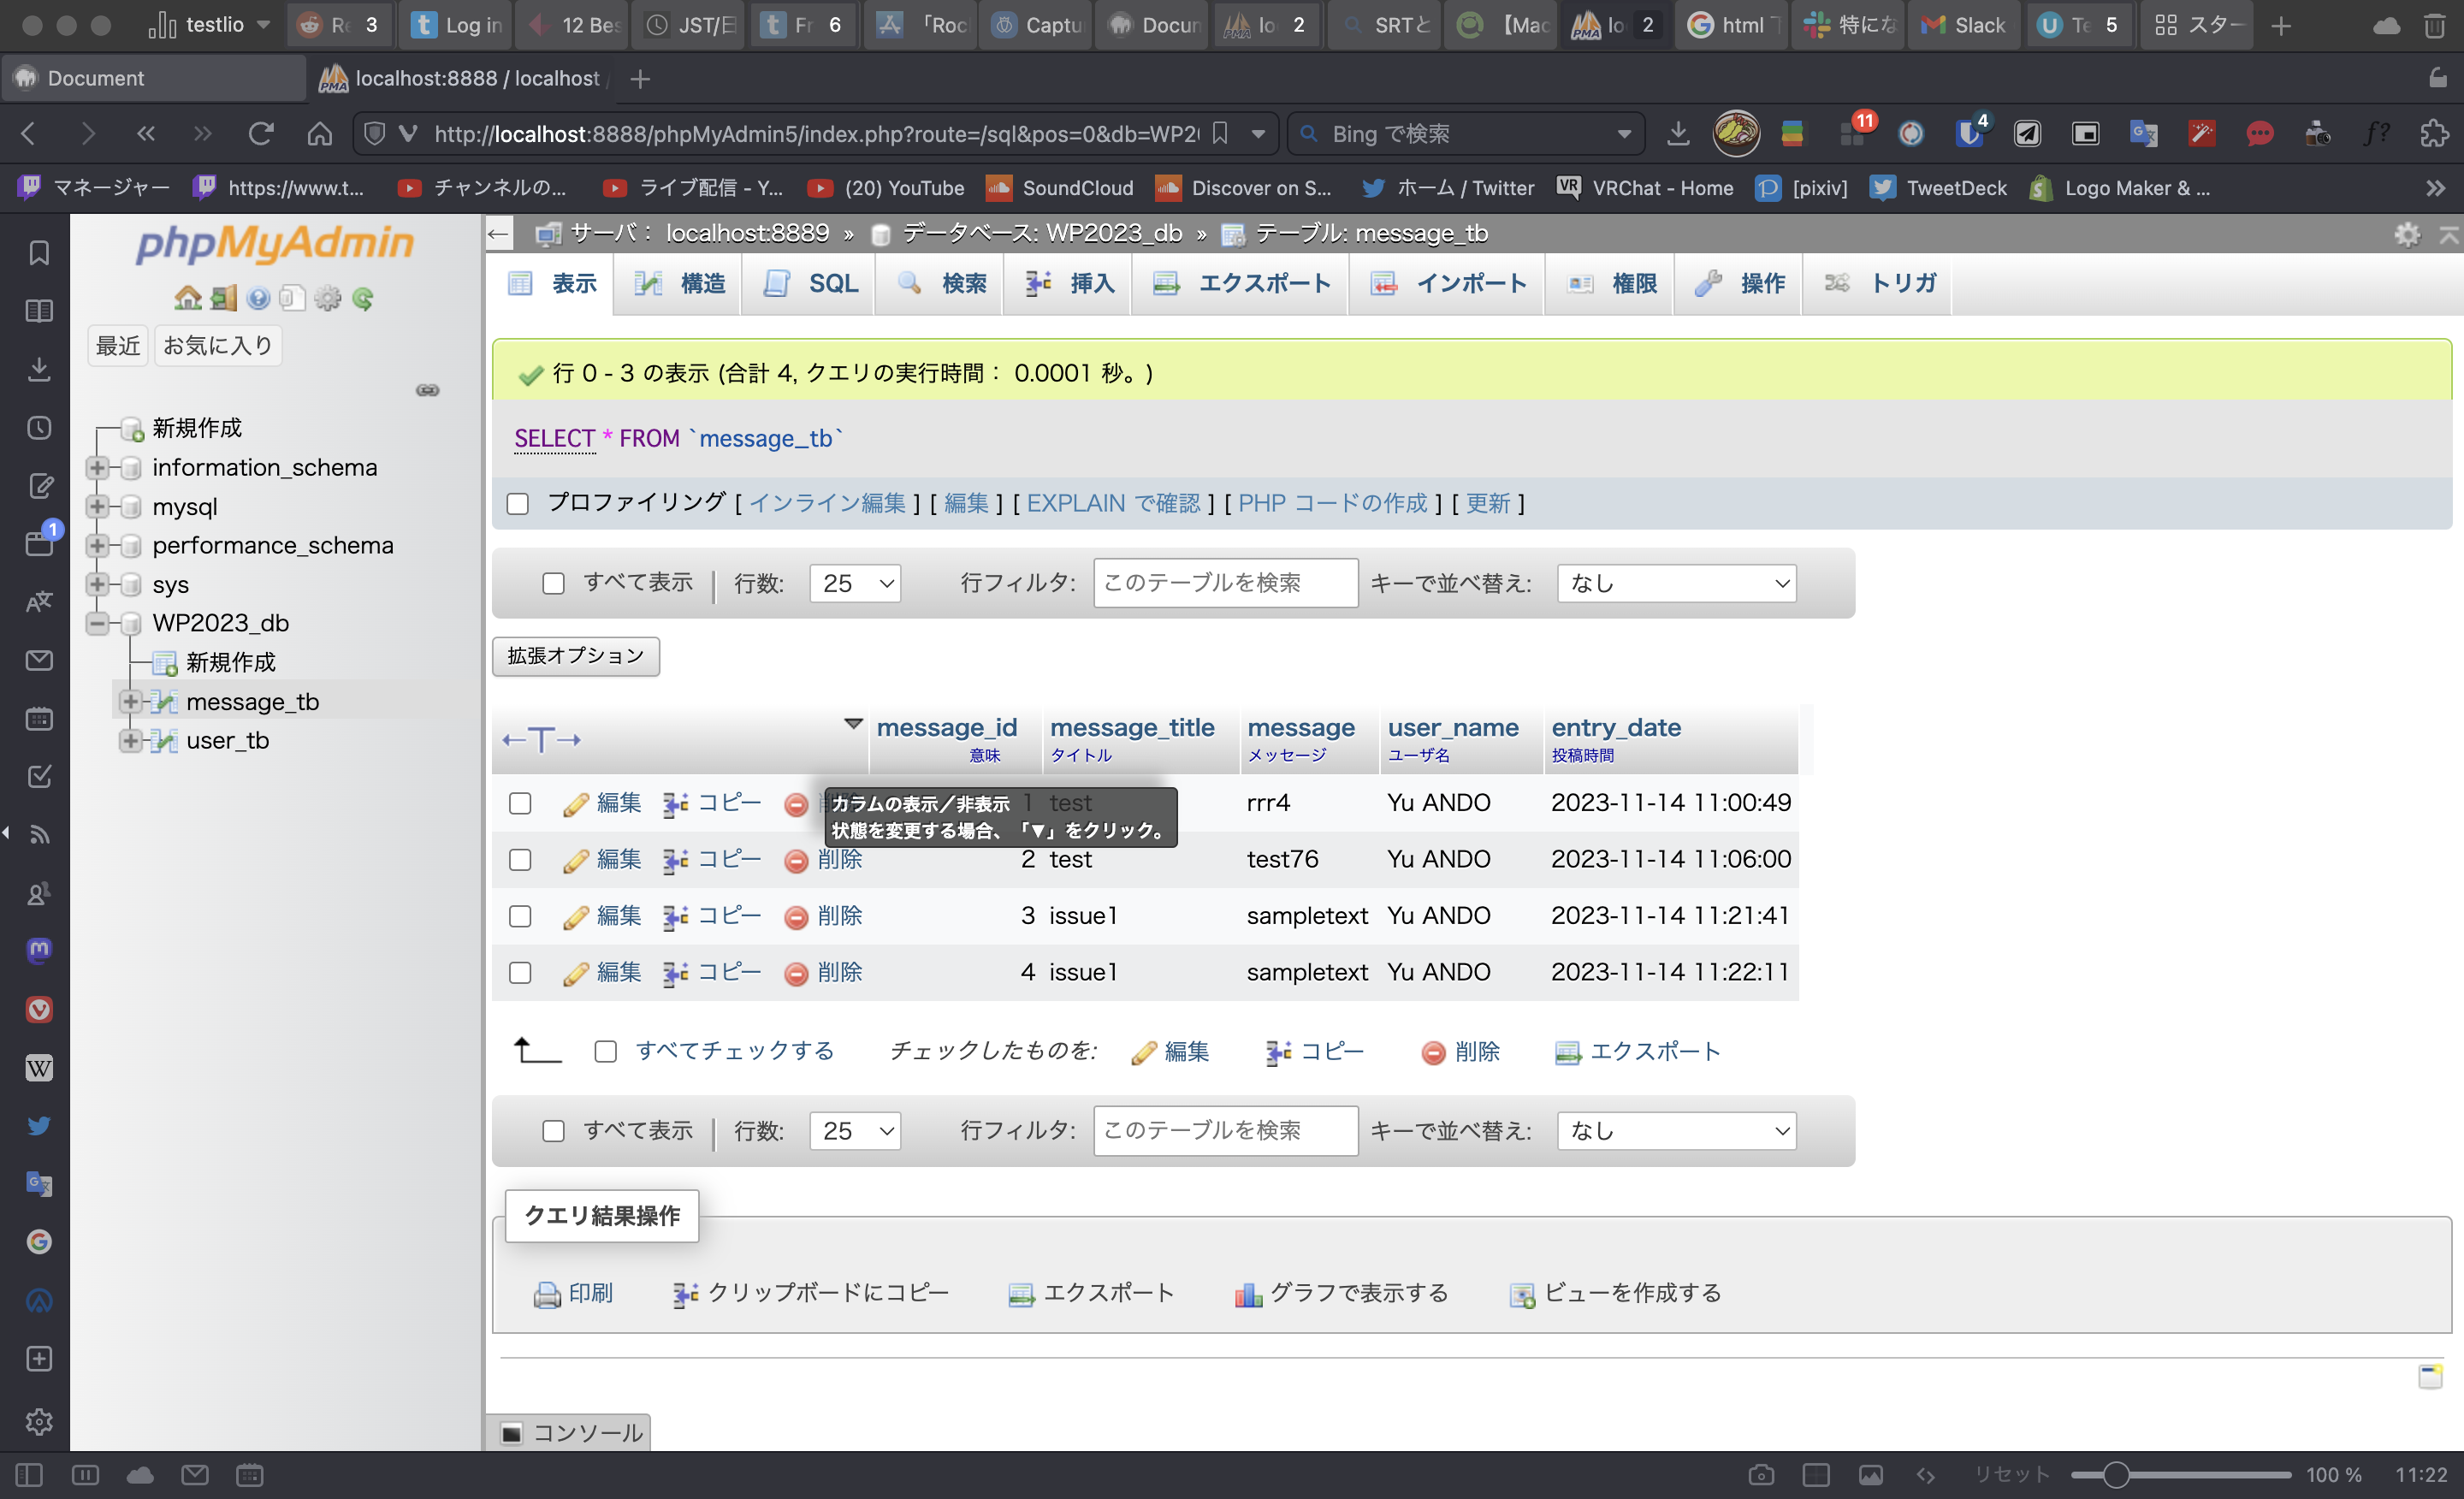 testlio
Re 3
Log in
12 Bes
JST/日
Fr 6
「Roc
Captu
Docun
lo 2
SRTと
【Mac
lo 2
html
特にな
Slack
Te 5
スター
Document
localhost:8888 / localhost /
http://localhost:8888/phpMyAdmin5/index.php?route=/sql&pos=0&db=WP2
Bing で検索
11
4
マネージャー
https://www.t...
チャンネルの...
ライブ配信 - Y...
(20) YouTube
SoundCloud
Discover on S...
ホーム / Twitter
VRChat - Home
[pixiv]
TweetDeck
Logo Maker & ...
phpMyAdmin
最近 お気に入り
新規作成
information_schema
mysql
performance_schema
sys
WP2023_db
新規作成
message_tb
user_tb
1
サーバ: localhost:8889 » データベース: WP2023_db » テーブル: message_tb
表示 構造 SQL 検索 挿入 エクスポート インポート 権限 操作 トリガ
行 0 - 3 の表示 (合計 4, クエリの実行時間: 0.0001 秒。)
SELECT * FROM `message_tb`
プロファイリング [ インライン編集 ] [ 編集 ] [ EXPLAIN で確認 ] [ PHP コードの作成 ] [ 更新 ]
すべて表示 | 行数: 25 行フィルタ: このテーブルを検索 キーで並べ替え: なし
拡張オプション
←T→ ▼ message_id message_title message user_name entry_date
意味 タイトル メッセージ ユーザ名 投稿時間
編集 コピー 削除 1 test rrr4 Yu ANDO 2023-11-14 11:00:49
カラムの表示／非表示
状態を変更する場合、「▼」をクリック。
編集 コピー 削除 2 test test76 Yu ANDO 2023-11-14 11:06:00
編集 コピー 削除 3 issue1 sampletext Yu ANDO 2023-11-14 11:21:41
編集 コピー 削除 4 issue1 sampletext Yu ANDO 2023-11-14 11:22:11
すべてチェックする チェックしたものを: 編集 コピー 削除 エクスポート
すべて表示 | 行数: 25 行フィルタ: このテーブルを検索 キーで並べ替え: なし
クエリ結果操作
印刷 クリップボードにコピー エクスポート グラフで表示する ビューを作成する
コンソール
リセット 100 % 11:22